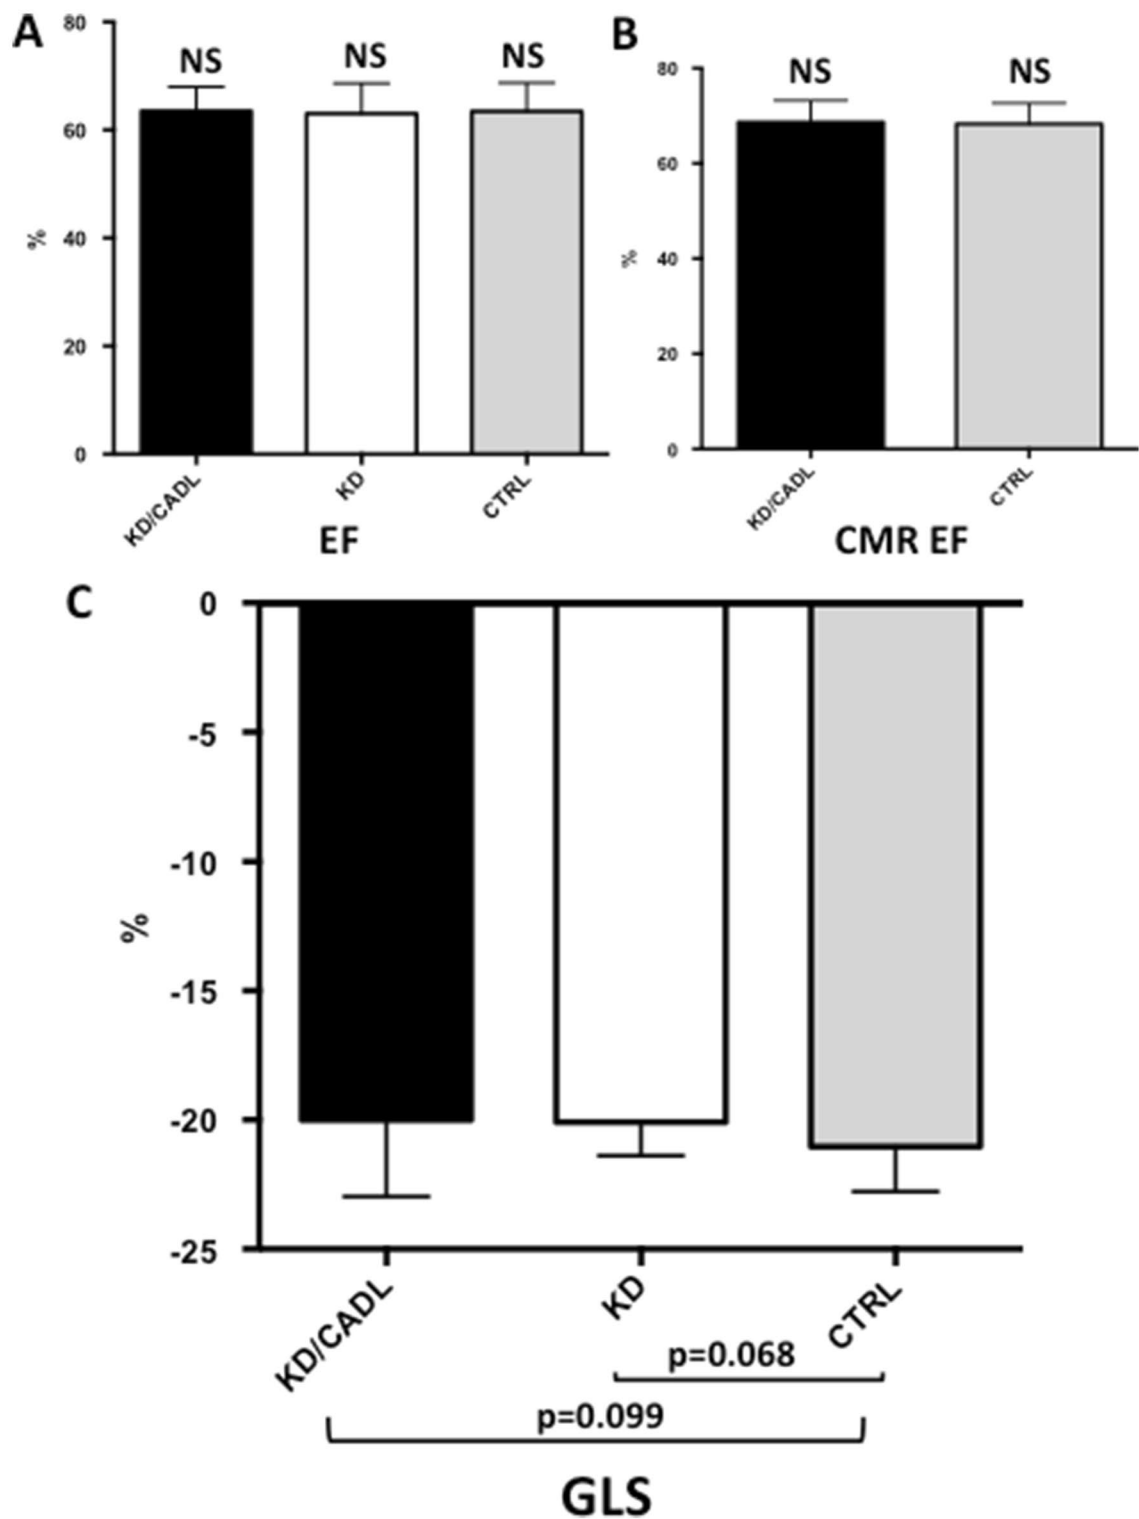 A
80
60
40
20
0
%
NS
NS
NS
KD/CADL
KD
CTRL
EF
B
80
60
40
20
0
%
NS
NS
KD/CADL
CTRL
CMR EF
C
0
-5
-10
-15
-20
-25
%
KD/CADL
KD
CTRL
p=0.068
p=0.099
GLS